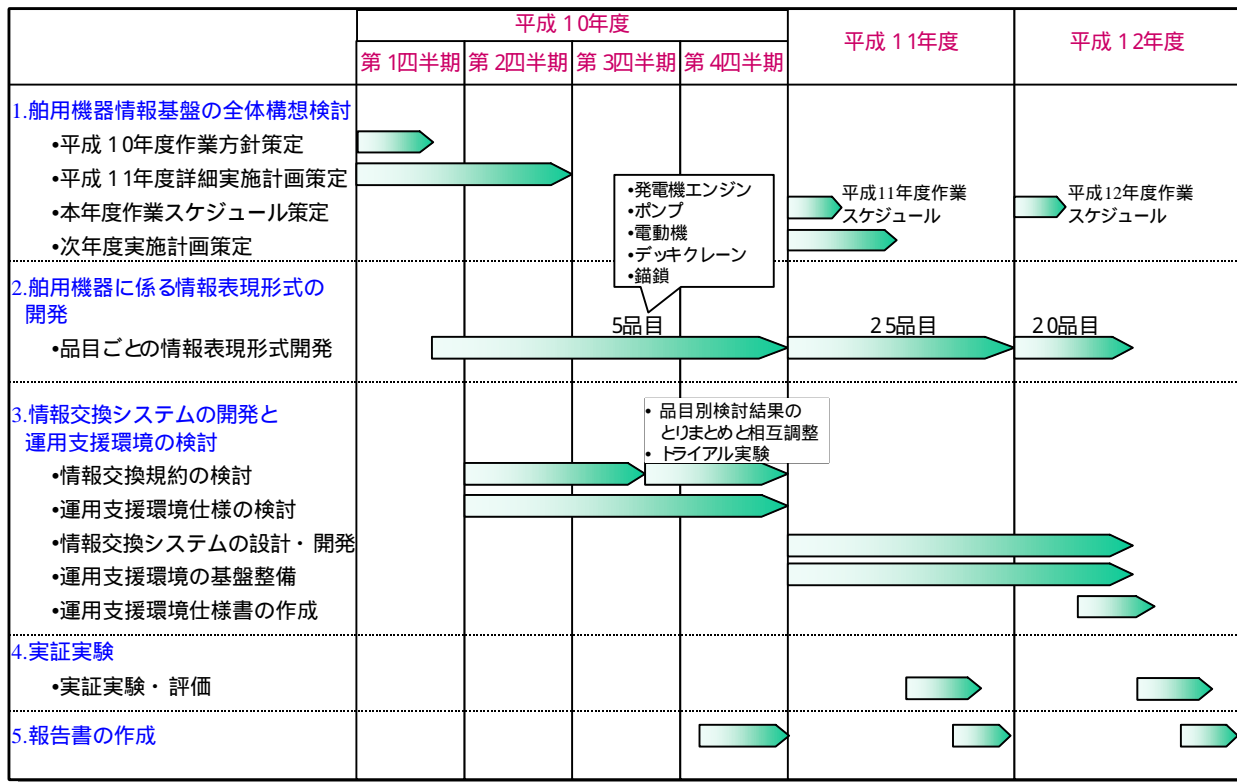 平成10年度
平成11年度
平成12年度
第1四半期 第2四半期 第3四半期 第4四半期
1.舶用機器情報基盤の全体構想検討
•平成10年度作業方針策定
•平成11年度詳細実施計画策定
•本年度作業スケジュール策定
•次年度実施計画策定
•発電機エンジン
•ポンプ
•電動機
•デッキクレーン
•錨鎖
平成11年度作業
スケジュール
平成12年度作業
スケジュール
2.舶用機器に係る情報表現形式の
開発
•品目ごとの情報表現形式開発
5品目
25品目
20品目
3.情報交換システムの開発と
運用支援環境の検討
• 品目別検討結果の
とりまとめと相互調整
• トライアル実験
•情報交換規約の検討
•運用支援環境仕様の検討
•情報交換システムの設計・開発
•運用支援環境の基盤整備
•運用支援環境仕様書の作成
4.実証実験
•実証実験・評価
5.報告書の作成